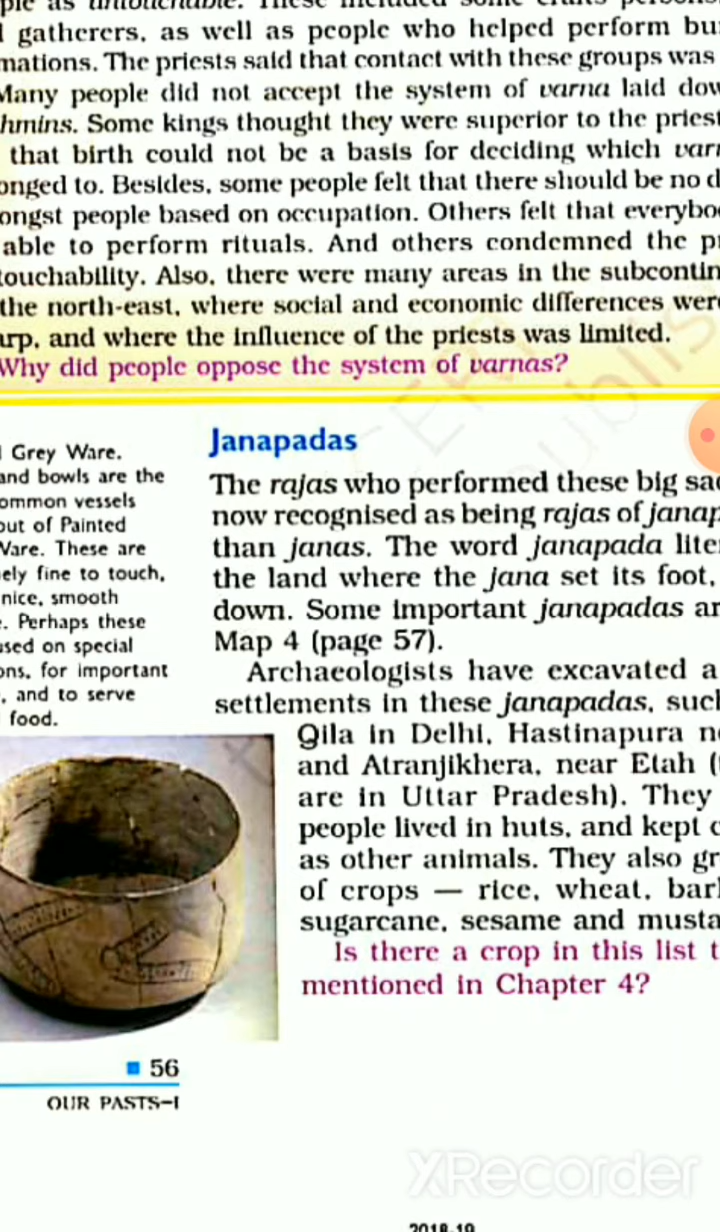 gatherers, as well as people who helped perform
The priests said that contact with these groups was
Many people did not accept the system of varna laid
Some kings thought they were superior to the
that birth could not be a basis for deciding which
to. Besides, some people felt that there should be no
people based on occupation. Others felt that
able to perform rituals. And others condemned the
Also, there were many areas in the
the north-east, where social and economic differences
and where the influence of the priests was limited.
Why did people oppose the system of varnas?
Grey Ware.
and bowls are the
vessels
out of Painted
Ware. These are
fine to touch,
nice, smooth
Perhaps these
on special
for important
, and to serve
food.
Janapadas
The rajas who performed these big
now recognised as being rajas of
than janas. The word janapada
the land where the jana set its foot,
down. Some important janapadas
Map 4 (page 57).
Archaeologists have excavated a
settlements in these janapadas,
Qila in Delhi, Hastinapura
and Atranjikhera, near Etah (
are in Uttar Pradesh). They
people lived in huts, and kept
as other animals. They also
of crops — rice, wheat,
sugarcane, sesame and
Is there a crop in this list
mentioned in Chapter 4?
56
OUR PASTS–I
XRecorder
2018-19